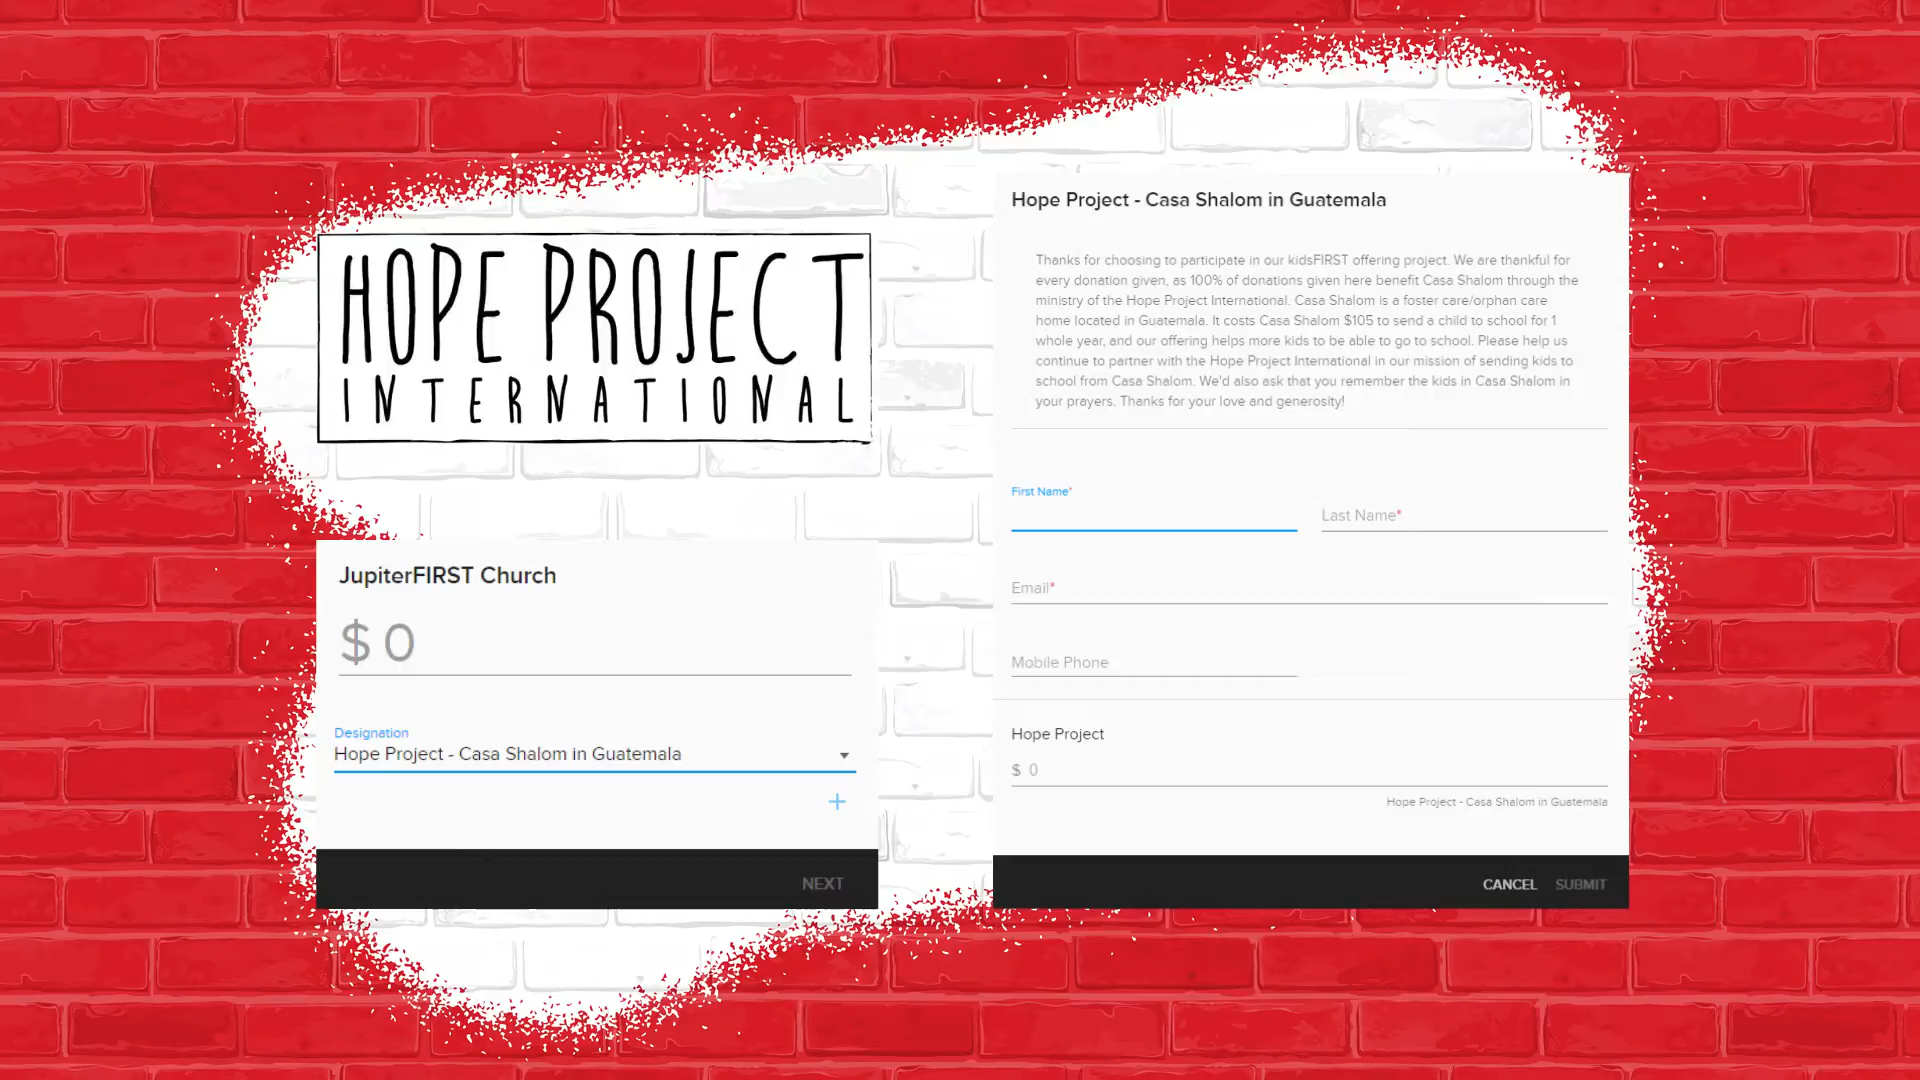 HOPE PROJECT
INTERNATIONAL
JupiterFIRST Church
$ 0
Designation
Hope Project - Casa Shalom in Guatemala
+
NEXT
Hope Project - Casa Shalom in Guatemala
Thanks for choosing to participate in our kidsFIRST offering project. We are thankful for
every donation given, as 100% of donations given here benefit Casa Shalom through the
ministry of the Hope Project International. Casa Shalom is a foster care/orphan care
home located in Guatemala. It costs Casa Shalom $105 to send a child to school for 1
whole year, and our offering helps more kids to be able to go to school. Please help us
continue to partner with the Hope Project International in our mission of sending kids to
school from Casa Shalom. We'd also ask that you remember the kids in Casa Shalom in
your prayers. Thanks for your love and generosity!
First Name*
Last Name*
Email*
Mobile Phone
Hope Project
$ 0
Hope Project - Casa Shalom in Guatemala
CANCEL SUBMIT